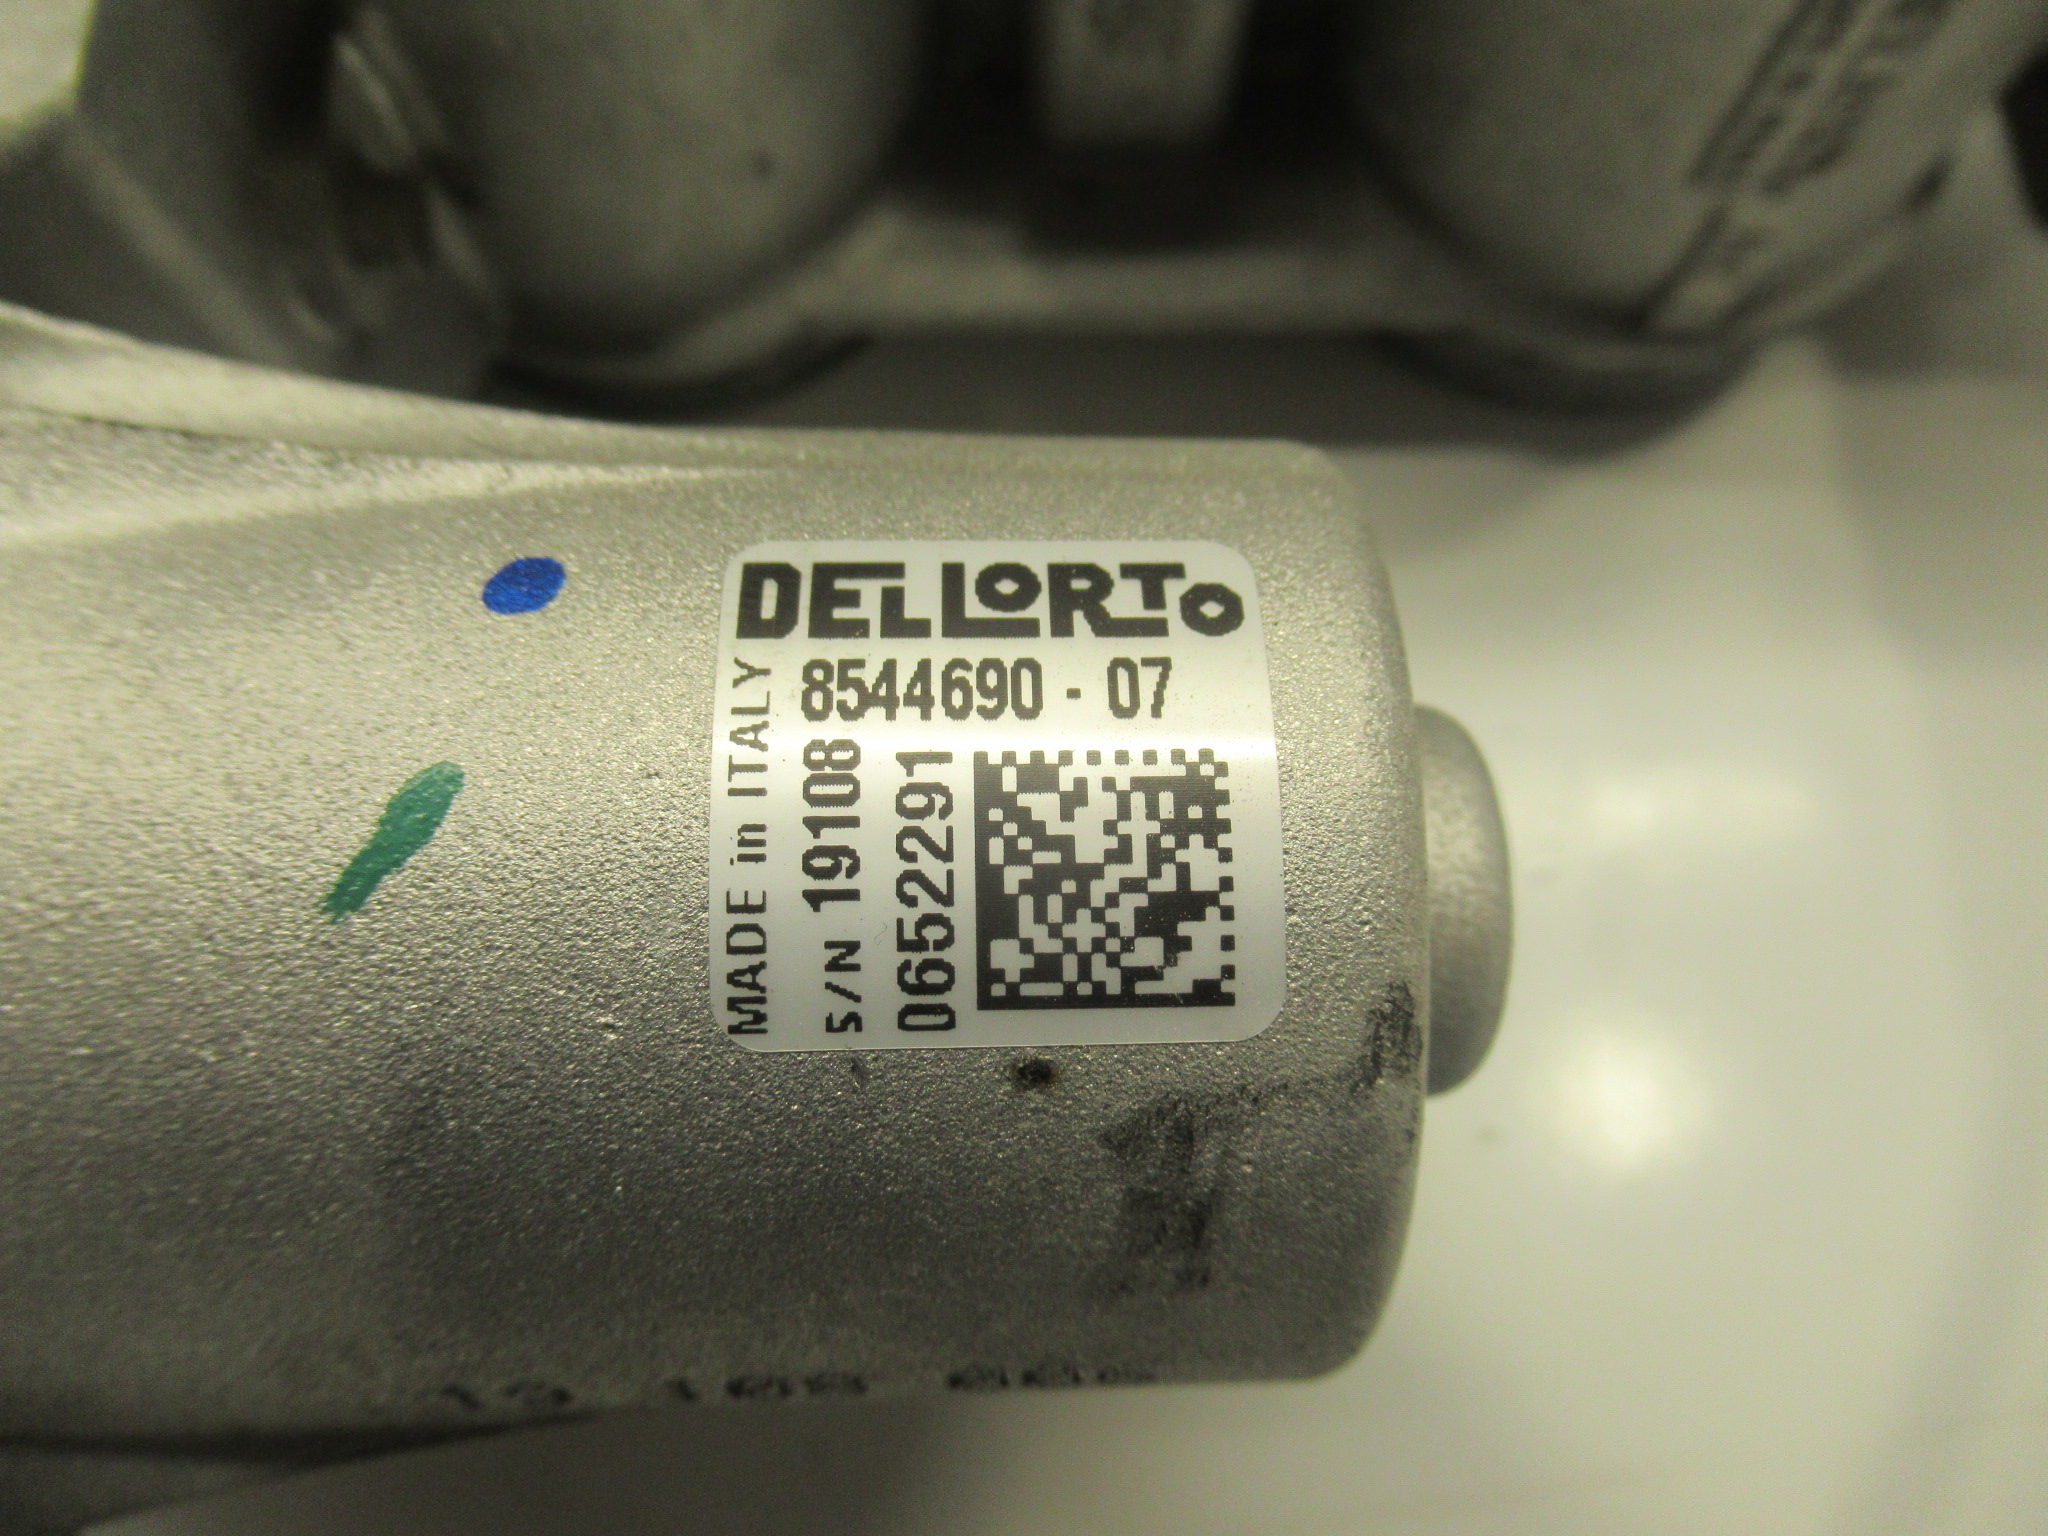 DELLORTO
8544690 - 07
MADE in ITALY
S/N 19108
0652291